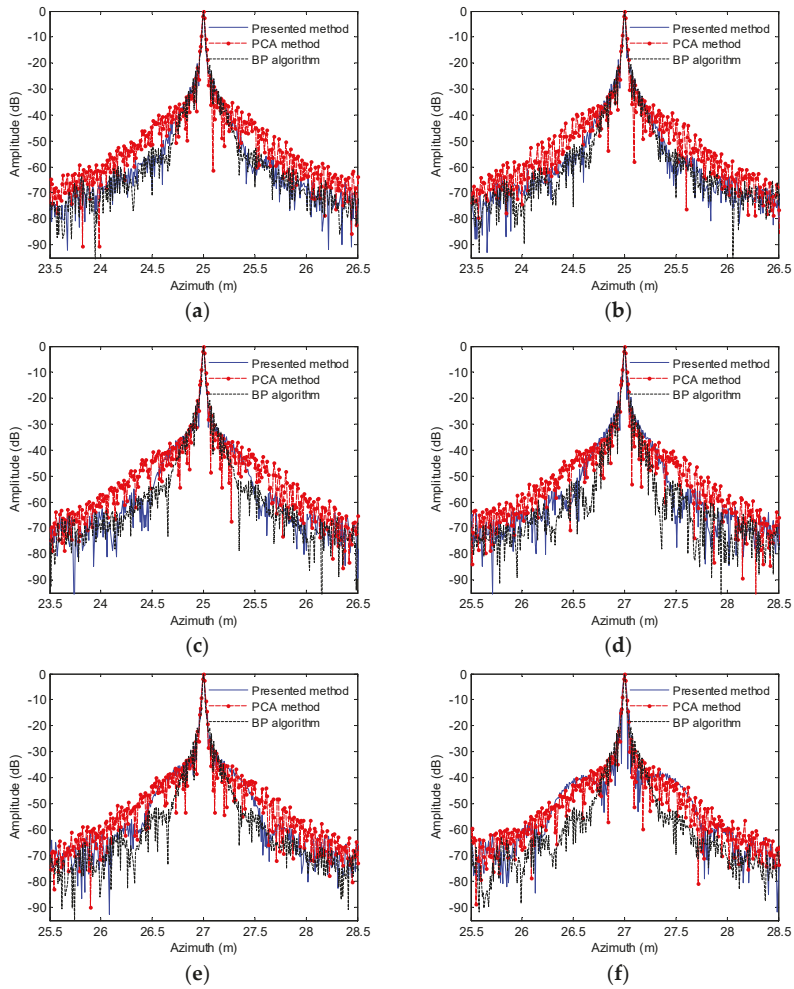 0
-10
-20
-30
-40
-50
-60
-70
-80
-90
Amplitude (dB)
Presented method
PCA method
BP algorithm
23.5 24 24.5 25 25.5 26 26.5
Azimuth (m)
(a)
0
-10
-20
-30
-40
-50
-60
-70
-80
-90
Amplitude (dB)
Presented method
PCA method
BP algorithm
23.5 24 24.5 25 25.5 26 26.5
Azimuth (m)
(b)
0
-10
-20
-30
-40
-50
-60
-70
-80
-90
Amplitude (dB)
Presented method
PCA method
BP algorithm
23.5 24 24.5 25 25.5 26 26.5
Azimuth (m)
(c)
0
-10
-20
-30
-40
-50
-60
-70
-80
-90
Amplitude (dB)
Presented method
PCA method
BP algorithm
25.5 26 26.5 27 27.5 28 28.5
Azimuth (m)
(d)
0
-10
-20
-30
-40
-50
-60
-70
-80
-90
Amplitude (dB)
Presented method
PCA method
BP algorithm
25.5 26 26.5 27 27.5 28 28.5
Azimuth (m)
(e)
0
-10
-20
-30
-40
-50
-60
-70
-80
-90
Amplitude (dB)
Presented method
PCA method
BP algorithm
25.5 26 26.5 27 27.5 28 28.5
Azimuth (m)
(f)